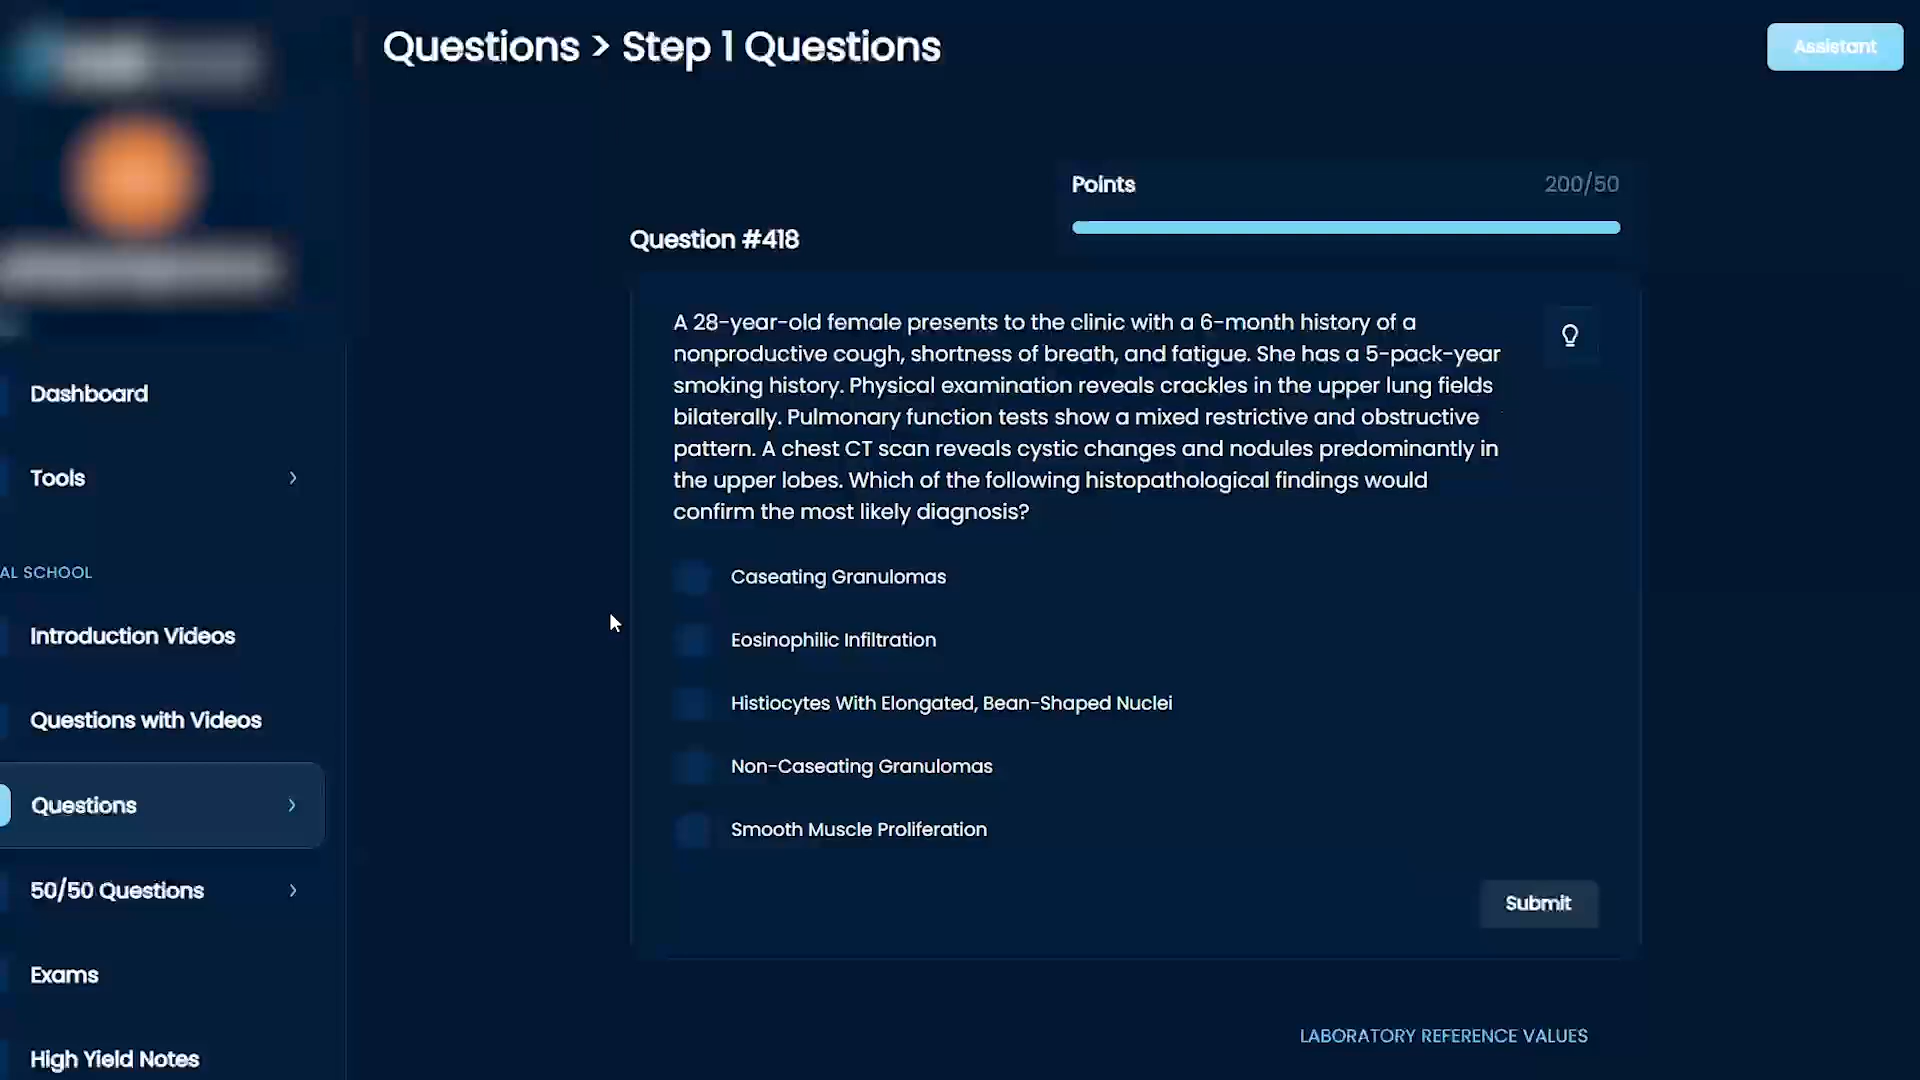 Questions > Step 1 Questions
Assistant
Points
200/50
Question #418
A 28-year-old female presents to the clinic with a 6-month history of a
nonproductive cough, shortness of breath, and fatigue. She has a 5-pack-year
smoking history. Physical examination reveals crackles in the upper lung fields
bilaterally. Pulmonary function tests show a mixed restrictive and obstructive
pattern. A chest CT scan reveals cystic changes and nodules predominantly in
the upper lobes. Which of the following histopathological findings would
confirm the most likely diagnosis?
Caseating Granulomas
Eosinophilic Infiltration
Histiocytes With Elongated, Bean-Shaped Nuclei
Non-Caseating Granulomas
Smooth Muscle Proliferation
Submit
LABORATORY REFERENCE VALUES
Dashboard
Tools
AL SCHOOL
Introduction Videos
Questions with Videos
Questions
50/50 Questions
Exams
High Yield Notes